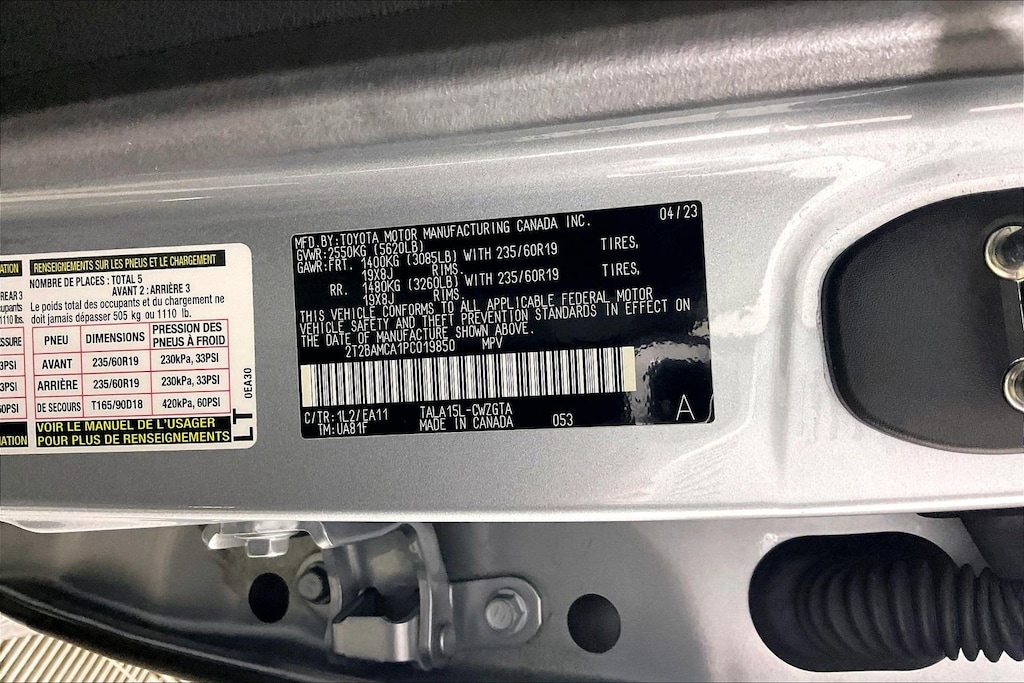 ATION
REAR 3
cupants
1110 lb.
SSURE
3PSI
3PSI
60PSI
ATION
RENSEIGNEMENTS SUR LES PNEUS ET LE CHARGEMENT
NOMBRE DE PLACES : TOTAL 5
AVANT 2 : ARRIÈRE 3
Le poids total des occupants et du chargement ne
doit jamais dépasser 505 kg ou 1110 lb.
PNEU DIMENSIONS PRESSION DES PNEUS À FROID
AVANT 235/60R19 230kPa, 33PSI
ARRIÈRE 235/60R19 230kPa, 33PSI
DE SECOURS T165/90D18 420kPa, 60PSI
VOIR LE MANUEL DE L'USAGER
POUR PLUS DE RENSEIGNEMENTS
0EA30
LT
MFD.BY:TOYOTA MOTOR MANUFACTURING CANADA INC. 04/23
GVWR:2550KG (5620LB)
GAWR:FRT. 1400KG (3085LB) WITH 235/60R19 TIRES,
19X8J RIMS.
RR. 1480KG (3260LB) WITH 235/60R19 TIRES,
19X8J RIMS.
THIS VEHICLE CONFORMS TO ALL APPLICABLE FEDERAL MOTOR
VEHICLE SAFETY AND THEFT PREVENTION STANDARDS IN EFFECT ON
THE DATE OF MANUFACTURE SHOWN ABOVE.
2T2BAMCA1PC019850 MPV
C/TR:1L2/EA11 TALA15L-CWZGTA
TM:UA81F MADE IN CANADA 053
A